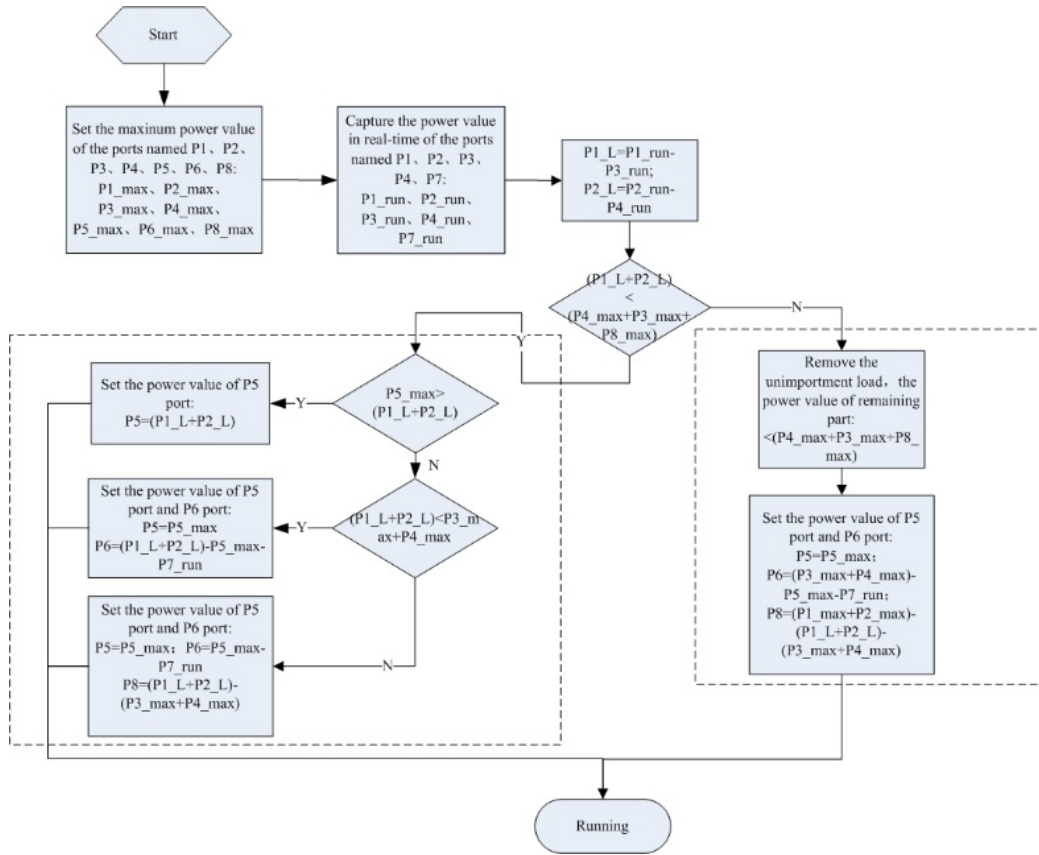 Start
Set the maxinum power value
of the ports named P1、P2、
P3、P4、P5、P6、P8:
P1_max、P2_max、
P3_max、P4_max、
P5_max、P6_max、P8_max
Capture the power value
in real-time of the ports
named P1、P2、P3、
P4、P7:
P1_run、P2_run、
P3_run、P4_run、
P7_run
P1_L=P1_run-
P3_run;
P2_L=P2_run-
P4_run
(P1_L+P2_L)
<
(P4_max+P3_max+
P8_max)
N
Y
Remove the
unimportment load，the
power value of remaining
part:
<(P4_max+P3_max+P8_
max)
Set the power value of P5
port and P6 port:
P5=P5_max；
P6=(P3_max+P4_max)-
P5_max-P7_run；
P8=(P1_max+P2_max)-
(P1_L+P2_L)-
(P3_max+P4_max)
P5_max>
(P1_L+P2_L)
Y
Set the power value of P5
port:
P5=(P1_L+P2_L)
N
(P1_L+P2_L)<P3_m
ax+P4_max
Y
Set the power value of P5
port and P6 port:
P5=P5_max
P6=(P1_L+P2_L)-P5_max-
P7_run
N
Set the power value of P5
port and P6 port:
P5=P5_max；P6=P5_max-
P7_run
P8=(P1_L+P2_L)-
(P3_max+P4_max)
Running